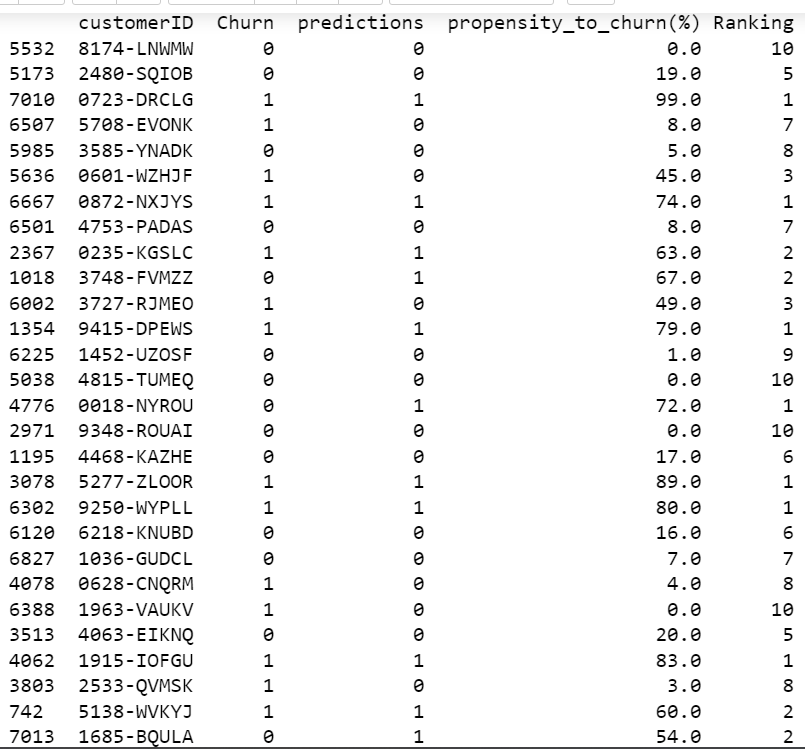 customerID Churn predictions propensity_to_churn(%) Ranking
5532 8174-LNWMW 0 0 0.0 10
5173 2480-SQIOB 0 0 19.0 5
7010 0723-DRCLG 1 1 99.0 1
6507 5708-EVONK 1 0 8.0 7
5985 3585-YNADK 0 0 5.0 8
5636 0601-WZHJF 1 0 45.0 3
6667 0872-NXJYS 1 1 74.0 1
6501 4753-PADAS 0 0 8.0 7
2367 0235-KGSLC 1 1 63.0 2
1018 3748-FVMZZ 0 1 67.0 2
6002 3727-RJMEO 1 0 49.0 3
1354 9415-DPEWS 1 1 79.0 1
6225 1452-UZOSF 0 0 1.0 9
5038 4815-TUMEQ 0 0 0.0 10
4776 0018-NYROU 0 1 72.0 1
2971 9348-ROUAI 0 0 0.0 10
1195 4468-KAZHE 0 0 17.0 6
3078 5277-ZLOOR 1 1 89.0 1
6302 9250-WYPLL 1 1 80.0 1
6120 6218-KNUBD 0 0 16.0 6
6827 1036-GUDCL 0 0 7.0 7
4078 0628-CNQRM 1 0 4.0 8
6388 1963-VAUKV 1 0 0.0 10
3513 4063-EIKNQ 0 0 20.0 5
4062 1915-IOFGU 1 1 83.0 1
3803 2533-QVMSK 1 0 3.0 8
742 5138-WVKYJ 1 1 60.0 2
7013 1685-BQULA 0 1 54.0 2